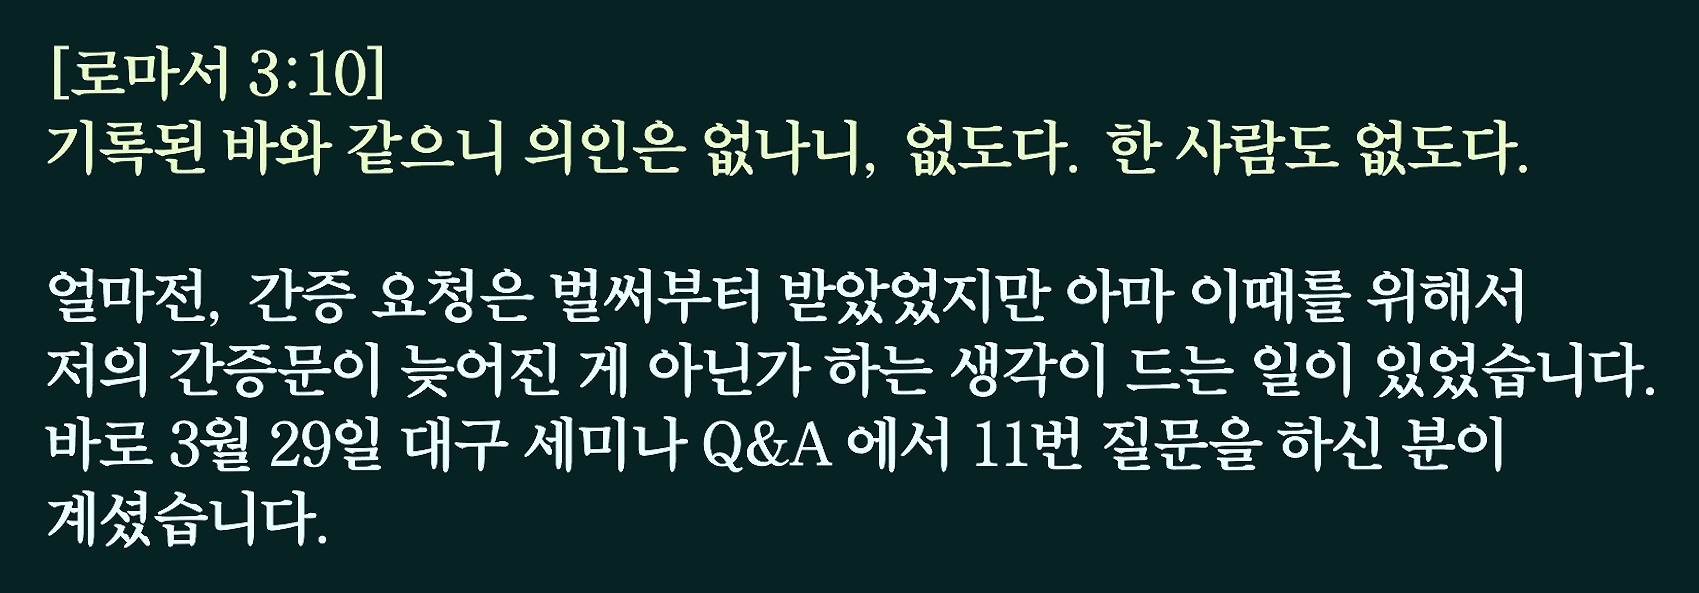 [로마서 3:10]
기록된 바와 같으니 의인은 없나니, 없도다. 한 사람도 없도다.
얼마전, 간증 요청은 벌써부터 받았었지만 아마 이때를 위해서
저의 간증문이 늦어진 게 아닌가 하는 생각이 드는 일이 있었습니다.
바로 3월 29일 대구 세미나 Q&A 에서 11번 질문을 하신 분이
계셨습니다.